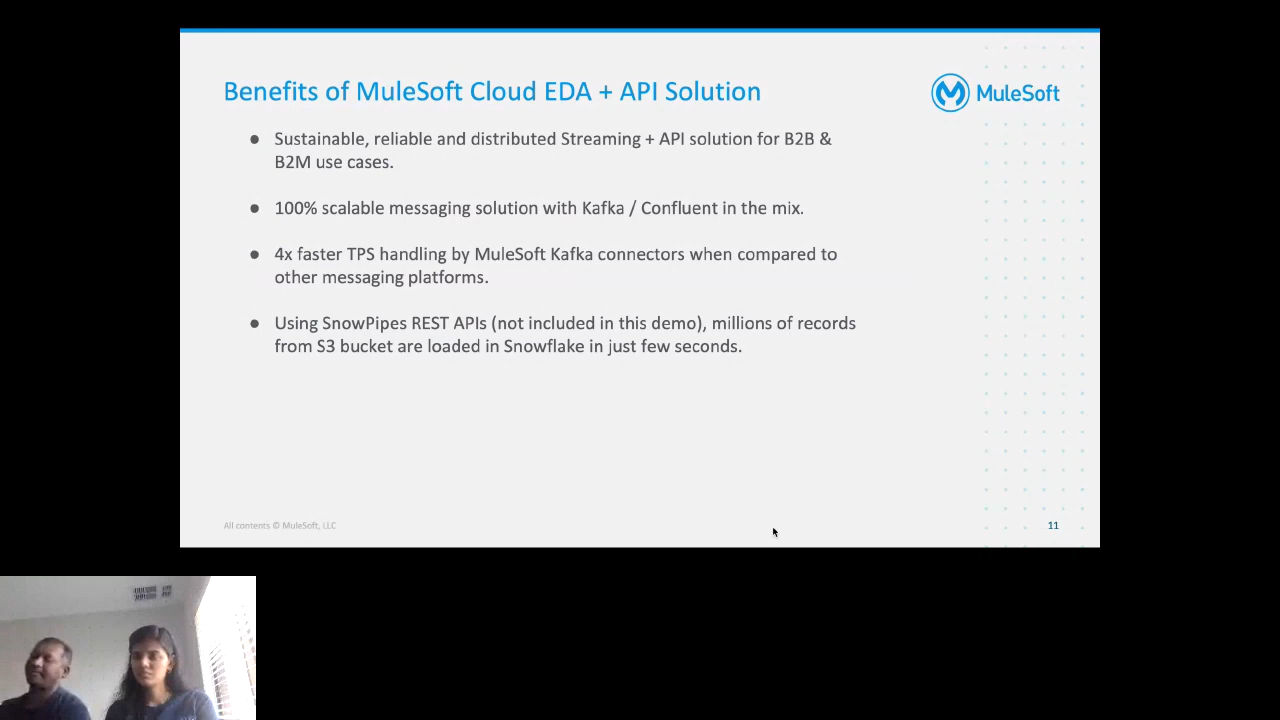 Benefits of MuleSoft Cloud EDA + API Solution
MuleSoft
● Sustainable, reliable and distributed Streaming + API solution for B2B &
B2M use cases.
● 100% scalable messaging solution with Kafka / Confluent in the mix.
● 4x faster TPS handling by MuleSoft Kafka connectors when compared to
other messaging platforms.
● Using SnowPipes REST APIs (not included in this demo), millions of records
from S3 bucket are loaded in Snowflake in just few seconds.
All contents © MuleSoft, LLC
11